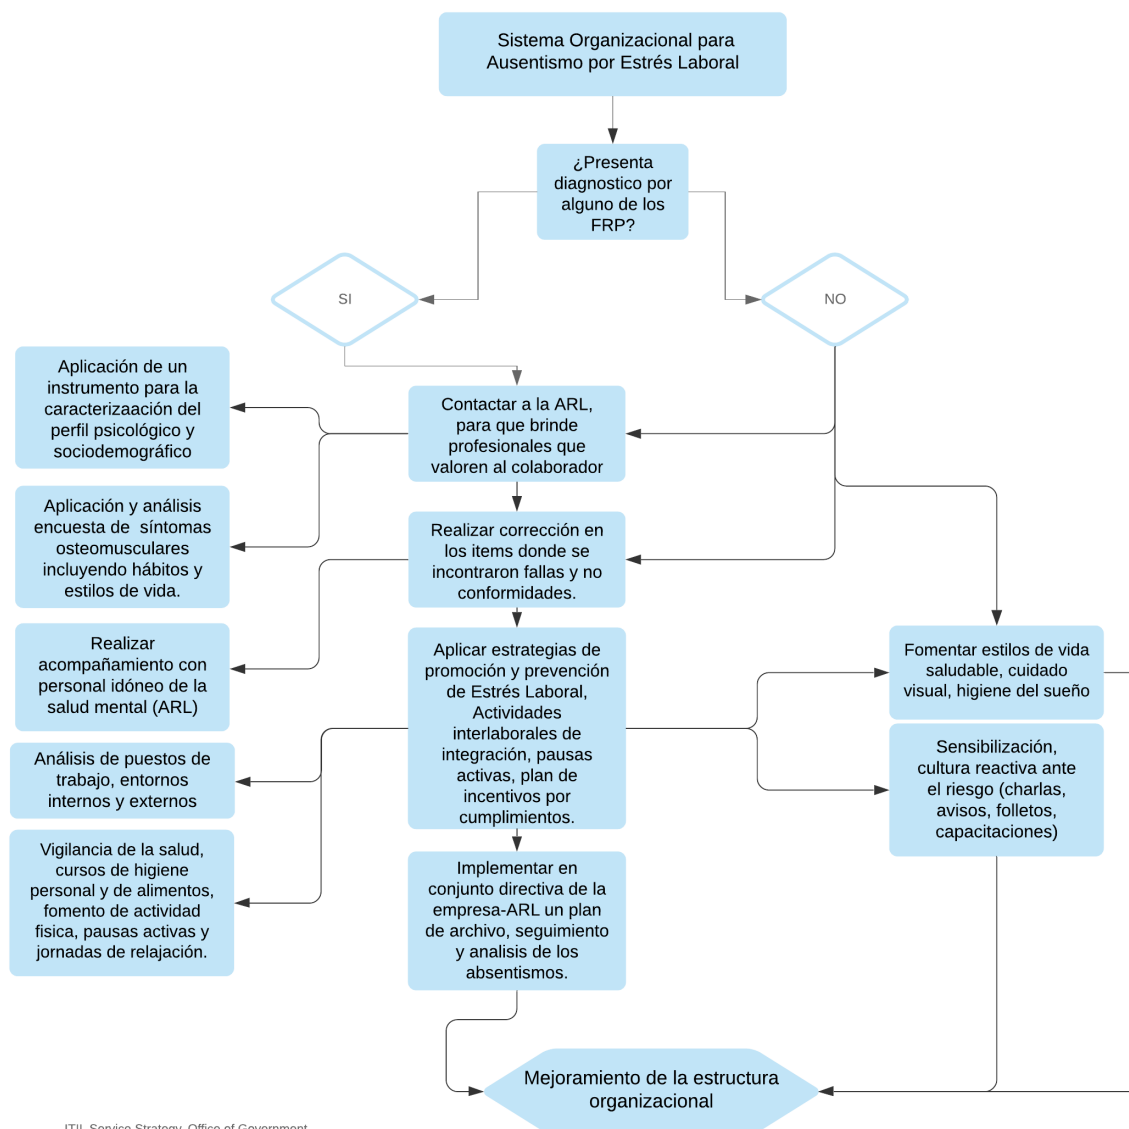 Sistema Organizacional para
Ausentismo por Estrés Laboral
¿Presenta
diagnostico por
alguno de los
FRP?
SI
NO
Aplicación de un
instrumento para la
caracterizaación del
perfil psicológico y
sociodemográfico
Contactar a la ARL,
para que brinde
profesionales que
valoren al colaborador
Aplicación y análisis
encuesta de síntomas
osteomusculares
incluyendo hábitos y
estilos de vida.
Realizar corrección en
los items donde se
incontraron fallas y no
conformidades.
Realizar
acompañamiento con
personal idóneo de la
salud mental (ARL)
Aplicar estrategias de
promoción y prevención
de Estrés Laboral,
Actividades
interlaborales de
integración, pausas
activas, plan de
incentivos por
cumplimientos.
Fomentar estilos de vida
saludable, cuidado
visual, higiene del sueño
Sensibilización,
cultura reactiva ante
el riesgo (charlas,
avisos, folletos,
capacitaciones)
Análisis de puestos de
trabajo, entornos
internos y externos
Vigilancia de la salud,
cursos de higiene
personal y de alimentos,
fomento de actividad
fisica, pausas activas y
jornadas de relajación.
Implementar en
conjunto directiva de la
empresa-ARL un plan
de archivo, seguimiento
y analisis de los
absentismos.
Mejoramiento de la estructura
organizacional
ITIL Service Strategy, Office of Government